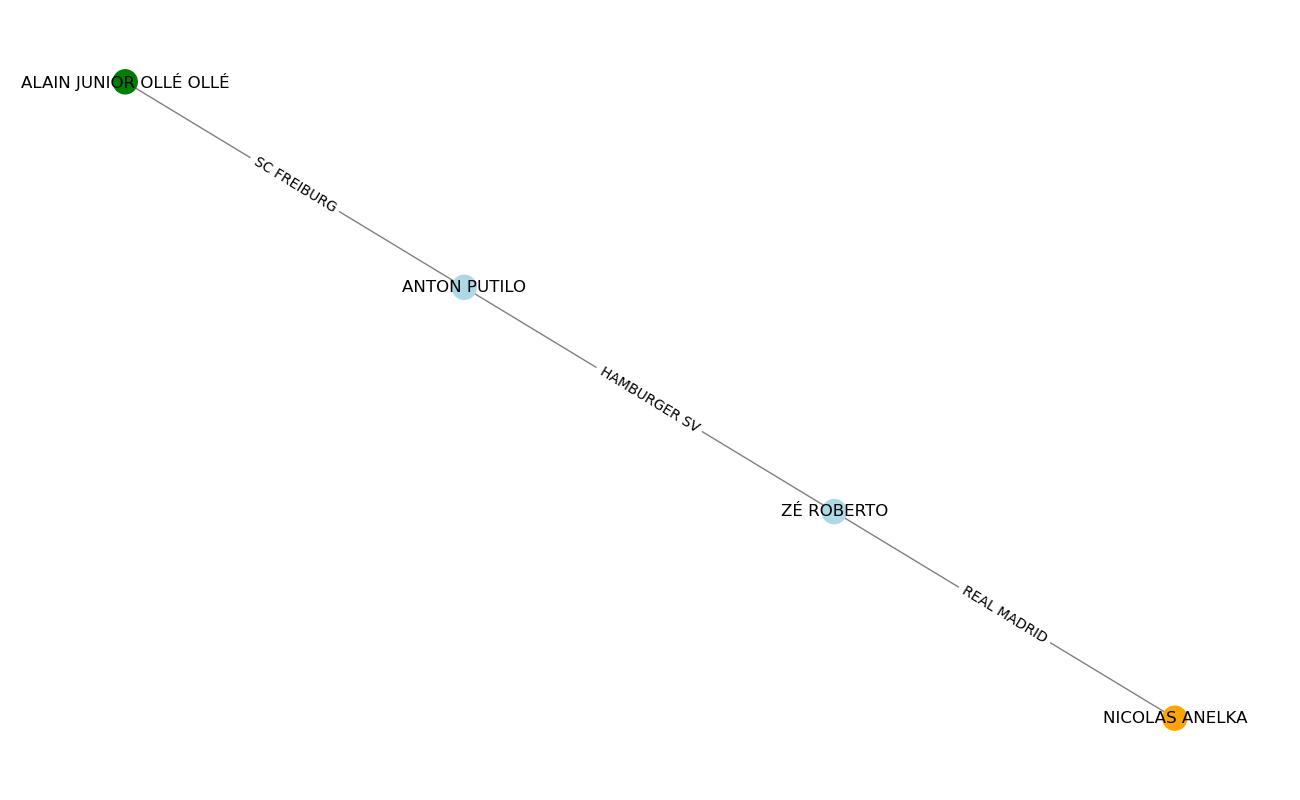 ALAIN JUNIOR OLLÉ OLLÉ
SC FREIBURG
ANTON PUTILO
HAMBURGER SV
ZÉ ROBERTO
REAL MADRID
NICOLAS ANELKA